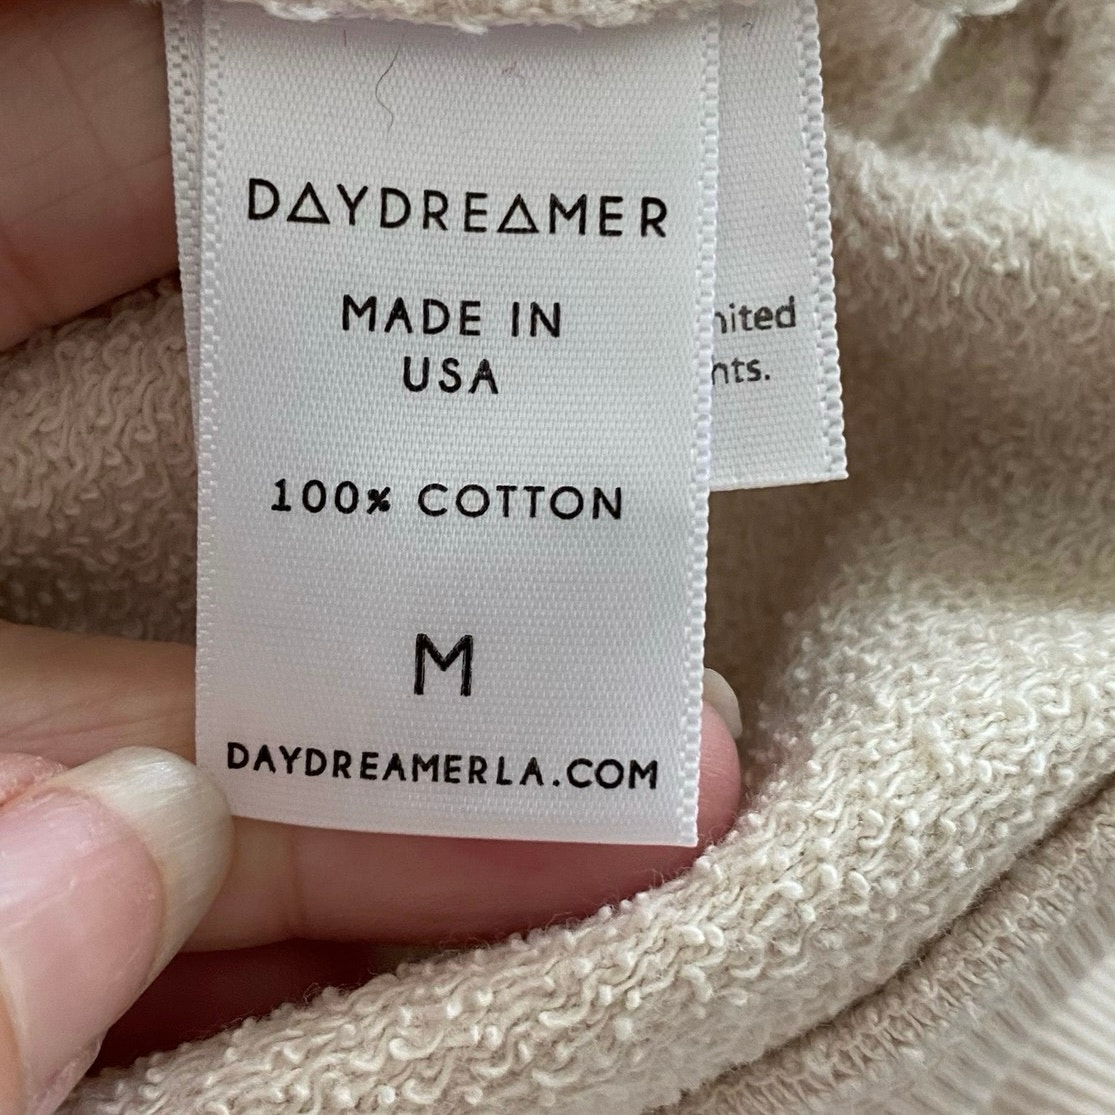 DAYDREAMER
MADE IN
USA
100% COTTON
M
DAYDREAMERLA.COM